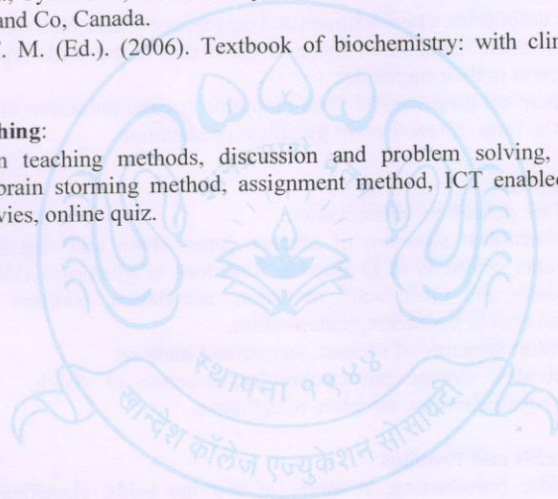 and Co, Canada.
. M. (Ed.). (2006). Textbook of biochemistry: with clin
hing:
n teaching methods, discussion and problem solving,
brain storming method, assignment method, ICT enabled
vies, online quiz.
स्थापना १९४४
खान्देश कॉलेज एज्युकेशन सोसायटी